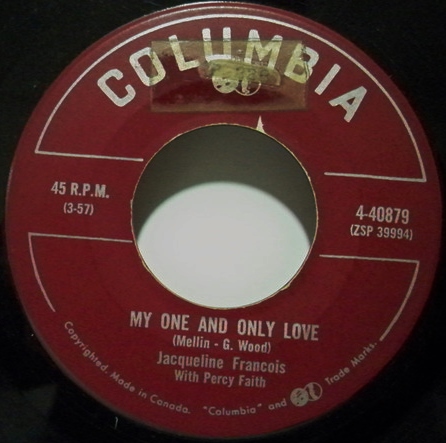 COLUMBIA
45 R.P.M.
(3-57)
4-40879
(ZSP 39994)
MY ONE AND ONLY LOVE
(Mellin - G. Wood)
Jacqueline Francois
With Percy Faith
Copyrighted. Made in Canada. "Columbia" and Trade Marks.